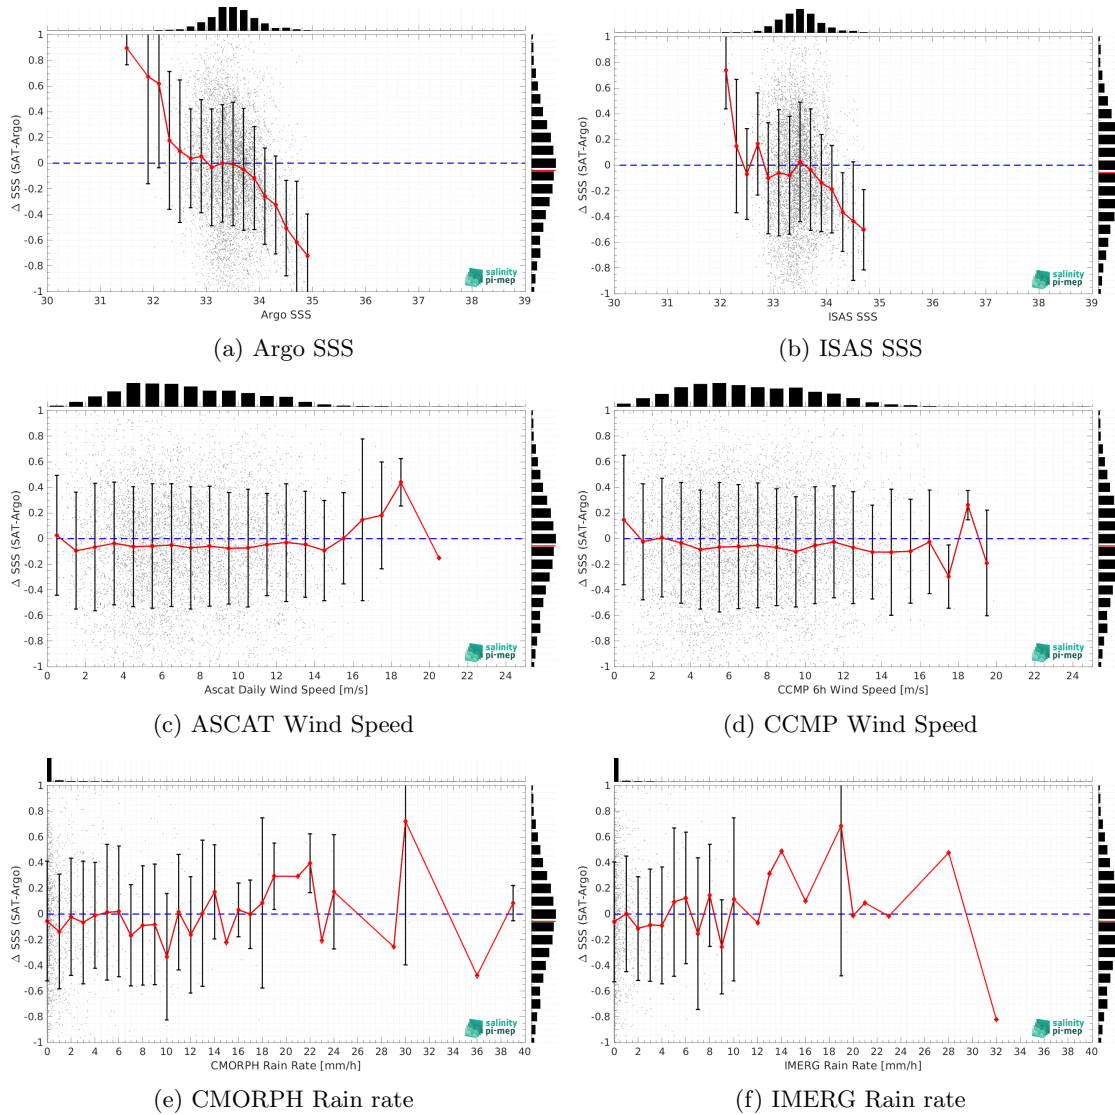 1
0.8
0.6
0.4
0.2
0
-0.2
-0.4
-0.6
-0.8
-1
Δ SSS (SAT-Argo)
30 31 32 33 34 35 36 37 38 39
Argo SSS
salinity
pi-mep
(a) Argo SSS
1
0.8
0.6
0.4
0.2
0
-0.2
-0.4
-0.6
-0.8
-1
Δ SSS (SAT-Argo)
30 31 32 33 34 35 36 37 38 39
ISAS SSS
salinity
pi-mep
(b) ISAS SSS
1
0.8
0.6
0.4
0.2
0
-0.2
-0.4
-0.6
-0.8
-1
Δ SSS (SAT-Argo)
0 2 4 6 8 10 12 14 16 18 20 22 24
Ascat Daily Wind Speed [m/s]
salinity
pi-mep
(c) ASCAT Wind Speed
1
0.8
0.6
0.4
0.2
0
-0.2
-0.4
-0.6
-0.8
-1
Δ SSS (SAT-Argo)
0 2 4 6 8 10 12 14 16 18 20 22 24
CCMP 6h Wind Speed [m/s]
salinity
pi-mep
(d) CCMP Wind Speed
1
0.8
0.6
0.4
0.2
0
-0.2
-0.4
-0.6
-0.8
-1
Δ SSS (SAT-Argo)
0 2 4 6 8 10 12 14 16 18 20 22 24 26 28 30 32 34 36 38 40
CMORPH Rain Rate [mm/h]
salinity
pi-mep
(e) CMORPH Rain rate
1
0.8
0.6
0.4
0.2
0
-0.2
-0.4
-0.6
-0.8
-1
Δ SSS (SAT-Argo)
0 2 4 6 8 10 12 14 16 18 20 22 24 26 28 30 32 34 36 38 40
IMERG Rain Rate [mm/h]
salinity
pi-mep
(f) IMERG Rain rate